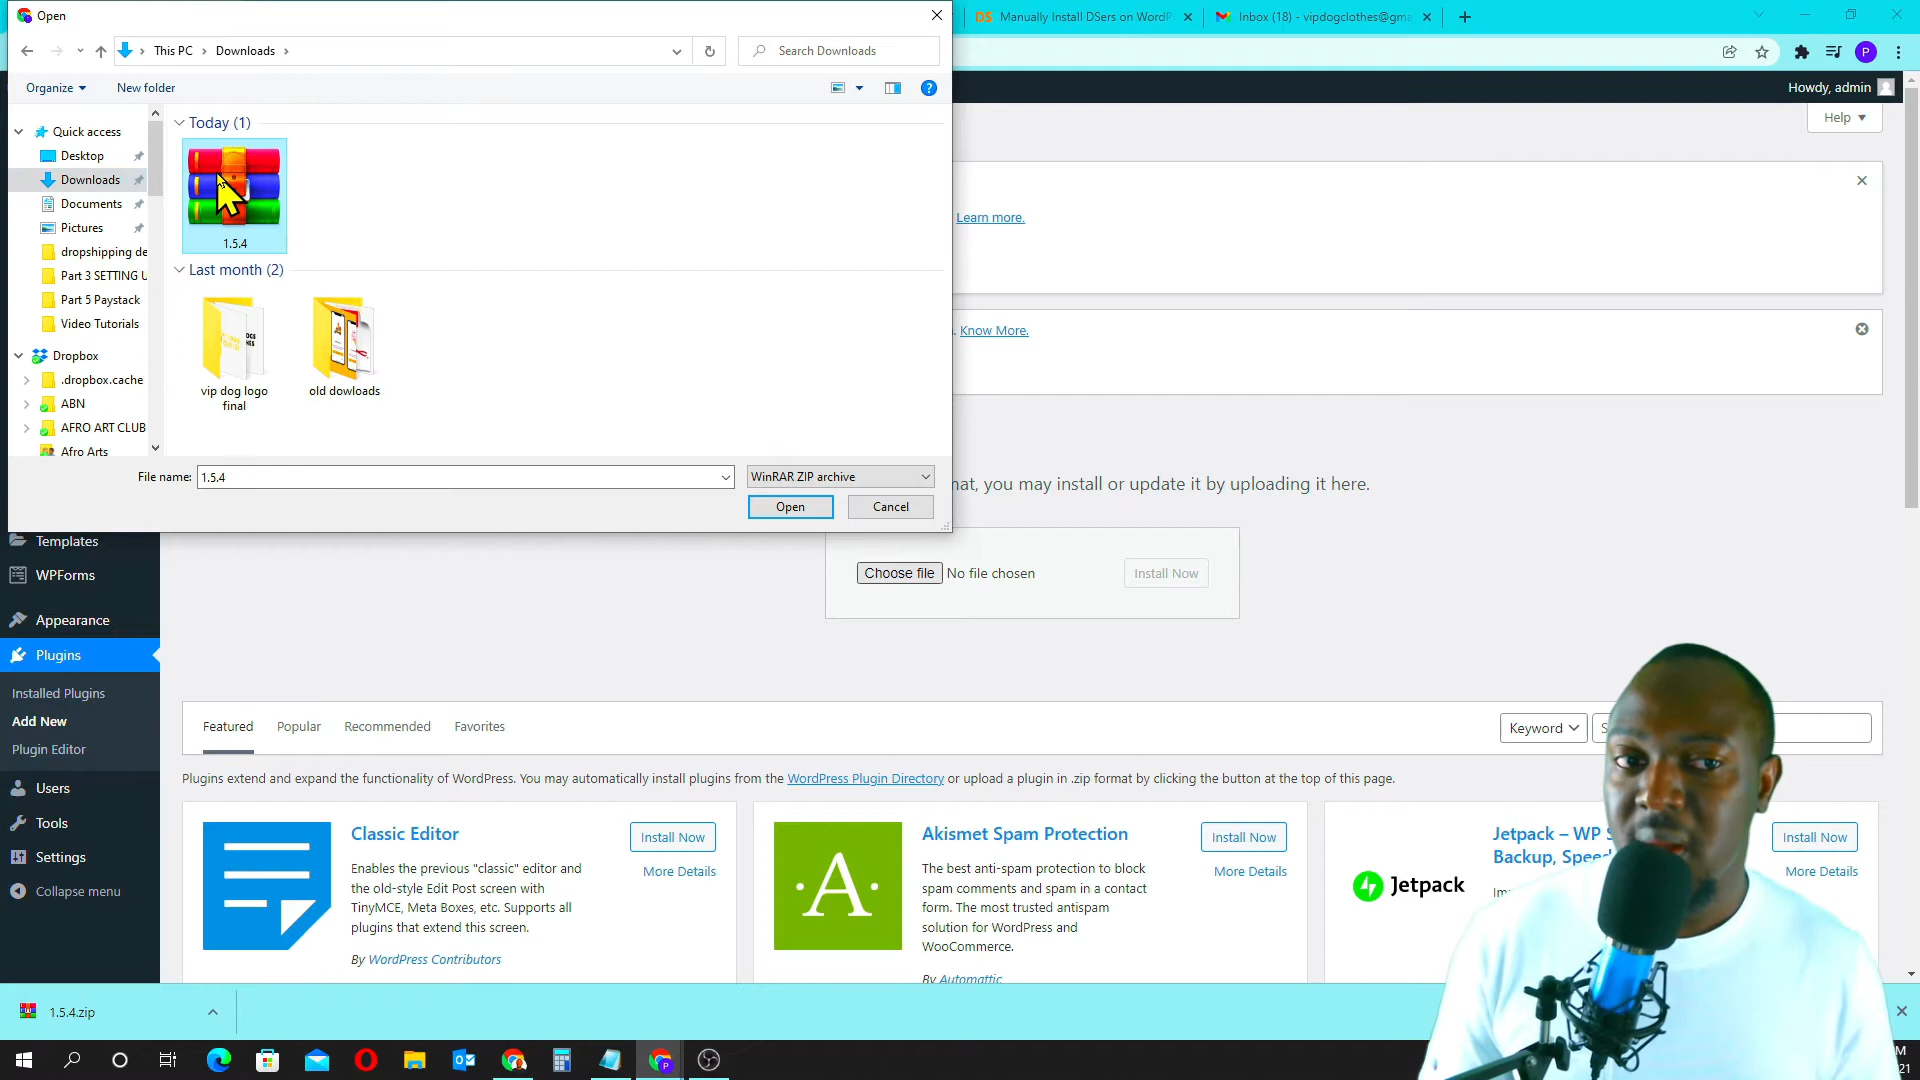 Open
Manually Install DSers on WordP
Inbox (18) - vipdogclothes@gma
This PC > Downloads >
Search Downloads
Organize
New folder
Howdy, admin
Help
Today (1)
Quick access
Desktop
Downloads
Documents
Pictures
dropshipping de
Part 3 SETTING U
Part 5 Paystack
Video Tutorials
Dropbox
.dropbox.cache
ABN
AFRO ART CLUB
Afro Arts
1.5.4
Last month (2)
vip dog logo
final
old dowloads
Learn more.
Know More.
File name: 1.5.4
WinRAR ZIP archive
Open
Cancel
you may install or update it by uploading it here.
Choose file No file chosen
Install Now
Templates
WPForms
Appearance
Plugins
Installed Plugins
Add New
Plugin Editor
Users
Tools
Settings
Collapse menu
Featured
Popular
Recommended
Favorites
Keyword
Plugins extend and expand the functionality of WordPress. You may automatically install plugins from the WordPress Plugin Directory or upload a plugin in .zip format by clicking the button at the top of this page.
Classic Editor
Install Now
More Details
Enables the previous "classic" editor and
the old-style Edit Post screen with
TinyMCE, Meta Boxes, etc. Supports all
plugins that extend this screen.
By WordPress Contributors
Akismet Spam Protection
Install Now
More Details
The best anti-spam protection to block
spam comments and spam in a contact
form. The most trusted antispam
solution for WordPress and
WooCommerce.
By Automattic
Jetpack – WP S
Backup, Speed
Install Now
More Details
Jetpack
1.5.4.zip